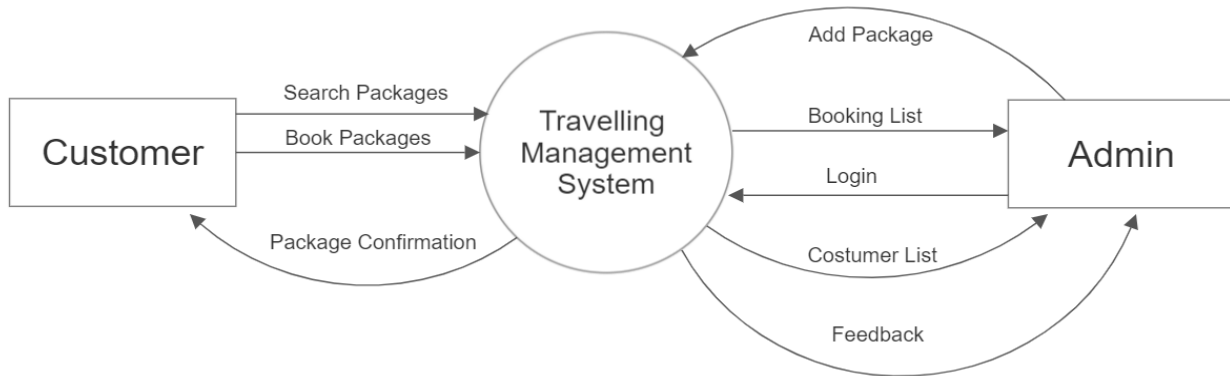 Add Package
Search Packages
Book Packages
Customer
Travelling
Management
System
Booking List
Login
Admin
Package Confirmation
Costumer List
Feedback